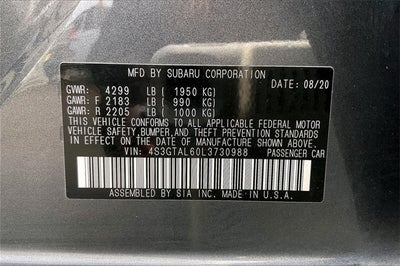 MFD BY SUBARU CORPORATION
GVWR: 4299 LB ( 1950 KG) DATE: 08/20
GAWR: F 2183 LB ( 990 KG)
GAWR: R 2205 LB ( 1000 KG)
THIS VEHICLE CONFORMS TO ALL APPLICABLE FEDERAL MOTOR
VEHICLE SAFETY, BUMPER, AND THEFT PREVENTION STANDARDS
IN EFFECT ON THE DATE OF MANUFACTURE SHOWN ABOVE.
VIN: 4S3GTAL60L3730988 PASSENGER CAR
ASSEMBLED BY SIA INC. MADE IN U.S.A.